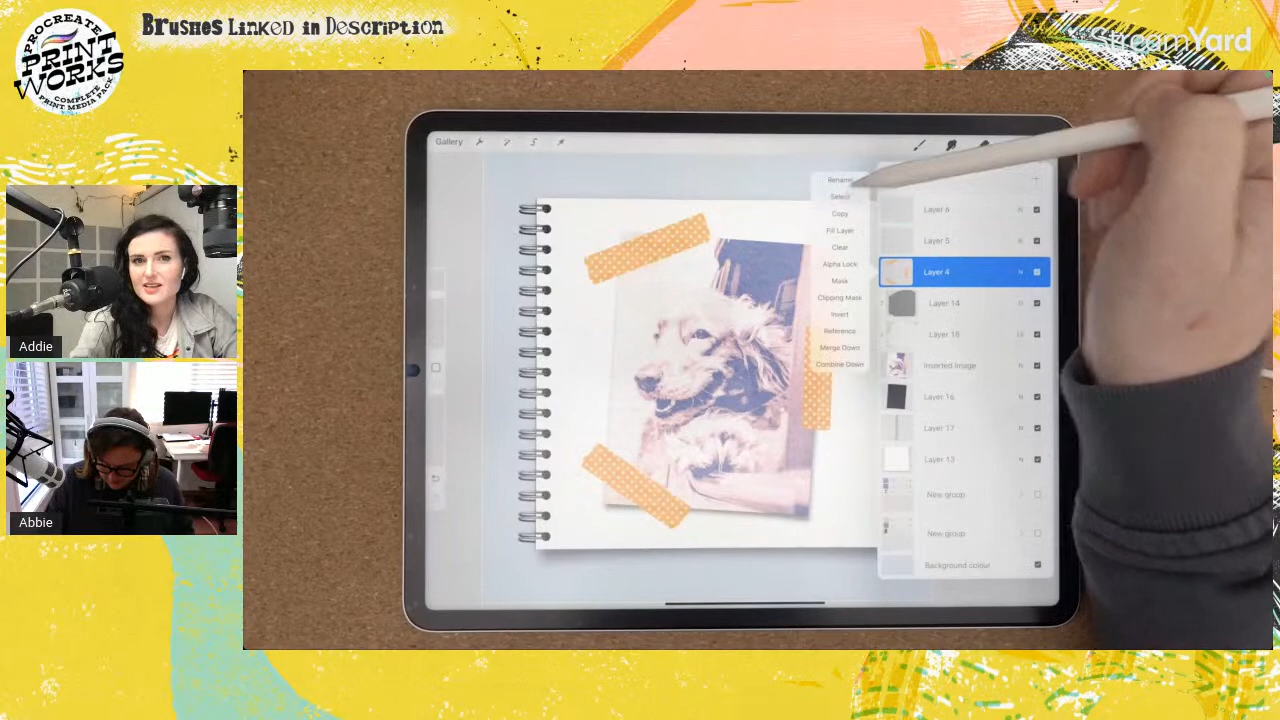 PROCREATE
PRINT
WORKS
COMPLETE
PRINT MEDIA PACK
Brushes Linked in Description
StreamYard
Addie
Abbie
Gallery
Rename
Select
Copy
Fill Layer
Clear
Alpha Lock
Mask
Clipping Mask
Invert
Reference
Merge Down
Combine Down
Layer 6
Layer 5
Layer 4
Layer 14
Layer 18
Inserted Image
Layer 16
Layer 17
Layer 13
New group
New group
Background colour